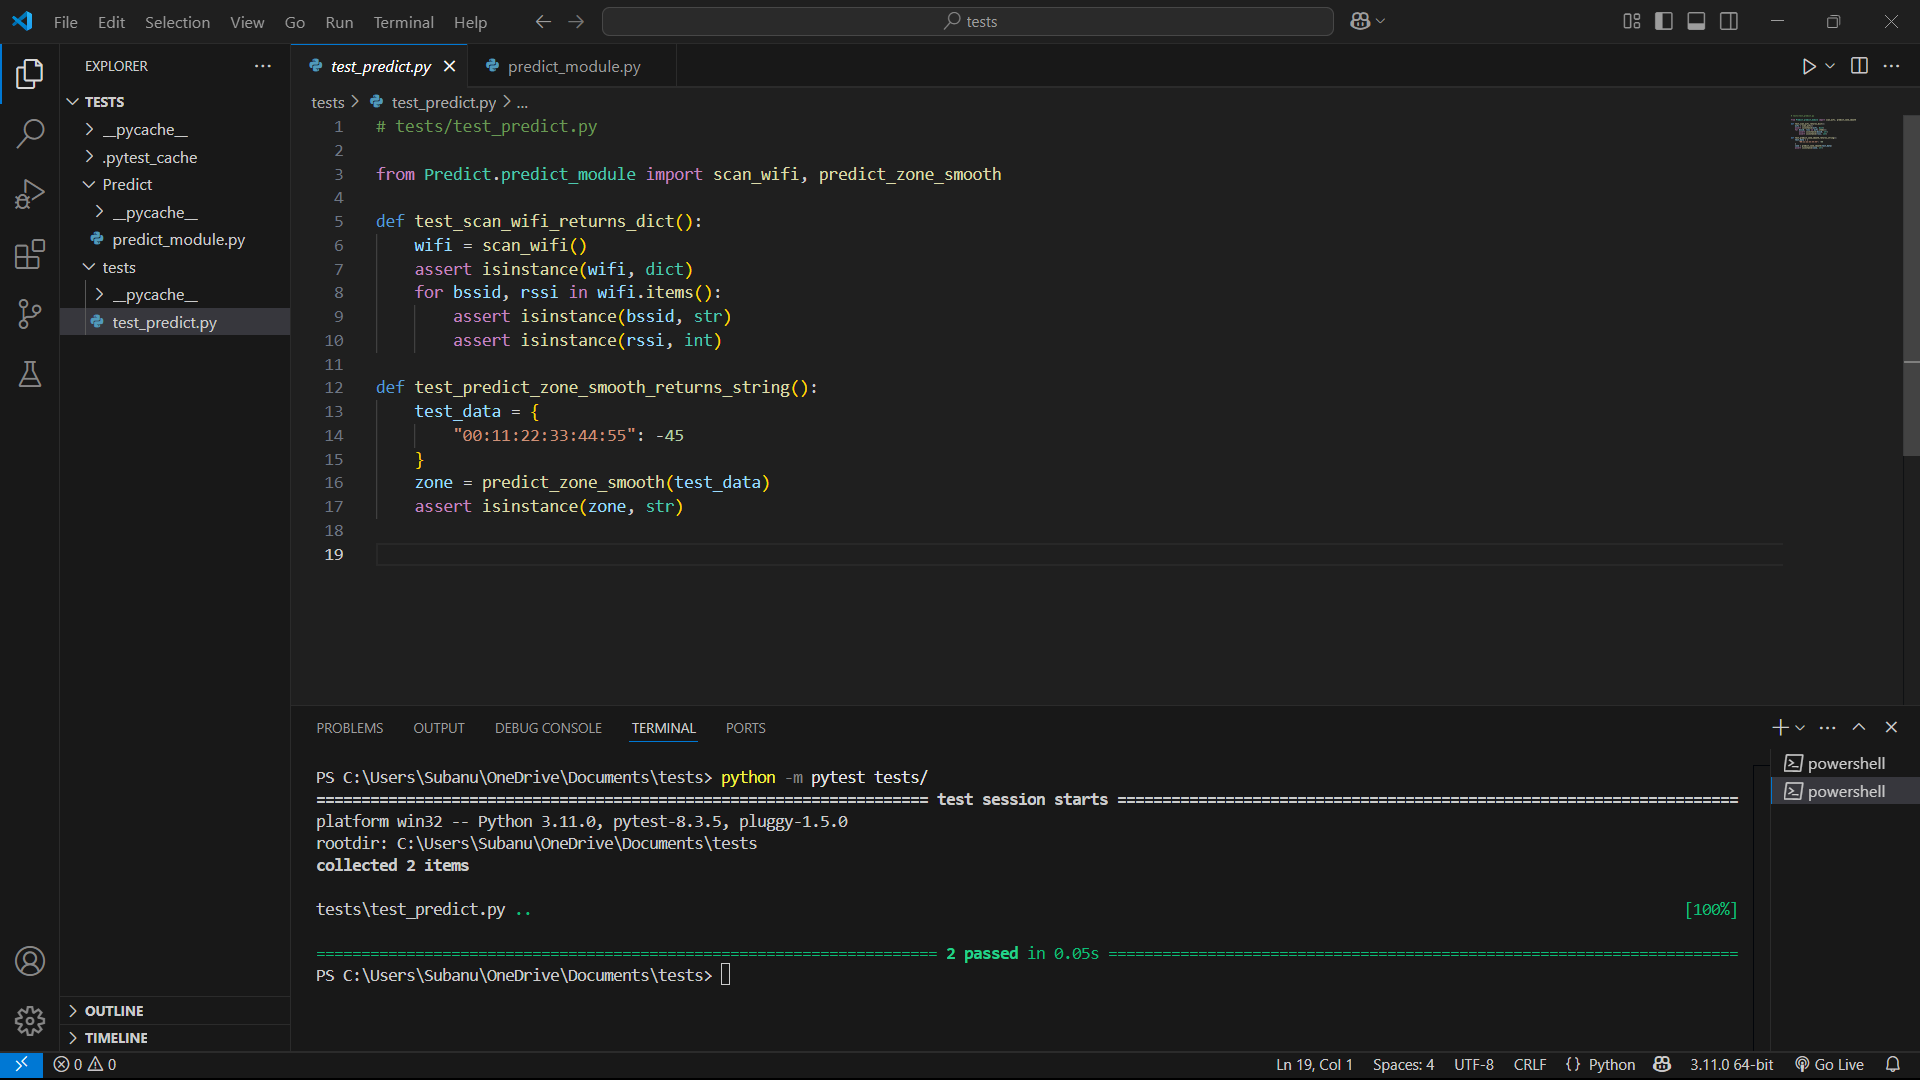 File Edit Selection View Go Run Terminal Help
tests
EXPLORER
TESTS
__pycache__
.pytest_cache
Predict
__pycache__
predict_module.py
tests
__pycache__
test_predict.py
OUTLINE
TIMELINE
test_predict.py
predict_module.py
tests > test_predict.py > ...
1 # tests/test_predict.py
2
3 from Predict.predict_module import scan_wifi, predict_zone_smooth
4
5 def test_scan_wifi_returns_dict():
6 wifi = scan_wifi()
7 assert isinstance(wifi, dict)
8 for bssid, rssi in wifi.items():
9 assert isinstance(bssid, str)
10 assert isinstance(rssi, int)
11
12 def test_predict_zone_smooth_returns_string():
13 test_data = {
14 "00:11:22:33:44:55": -45
15 }
16 zone = predict_zone_smooth(test_data)
17 assert isinstance(zone, str)
18
19
PROBLEMS OUTPUT DEBUG CONSOLE TERMINAL PORTS
PS C:\Users\Subanu\OneDrive\Documents\tests> python -m pytest tests/
==================================================================== test session starts =====================================================================
platform win32 -- Python 3.11.0, pytest-8.3.5, pluggy-1.5.0
rootdir: C:\Users\Subanu\OneDrive\Documents\tests
collected 2 items
tests\test_predict.py .. [100%]
===================================================================== 2 passed in 0.05s ======================================================================
PS C:\Users\Subanu\OneDrive\Documents\tests>
powershell
powershell
0 0 Ln 19, Col 1 Spaces: 4 UTF-8 CRLF {} Python 3.11.0 64-bit Go Live